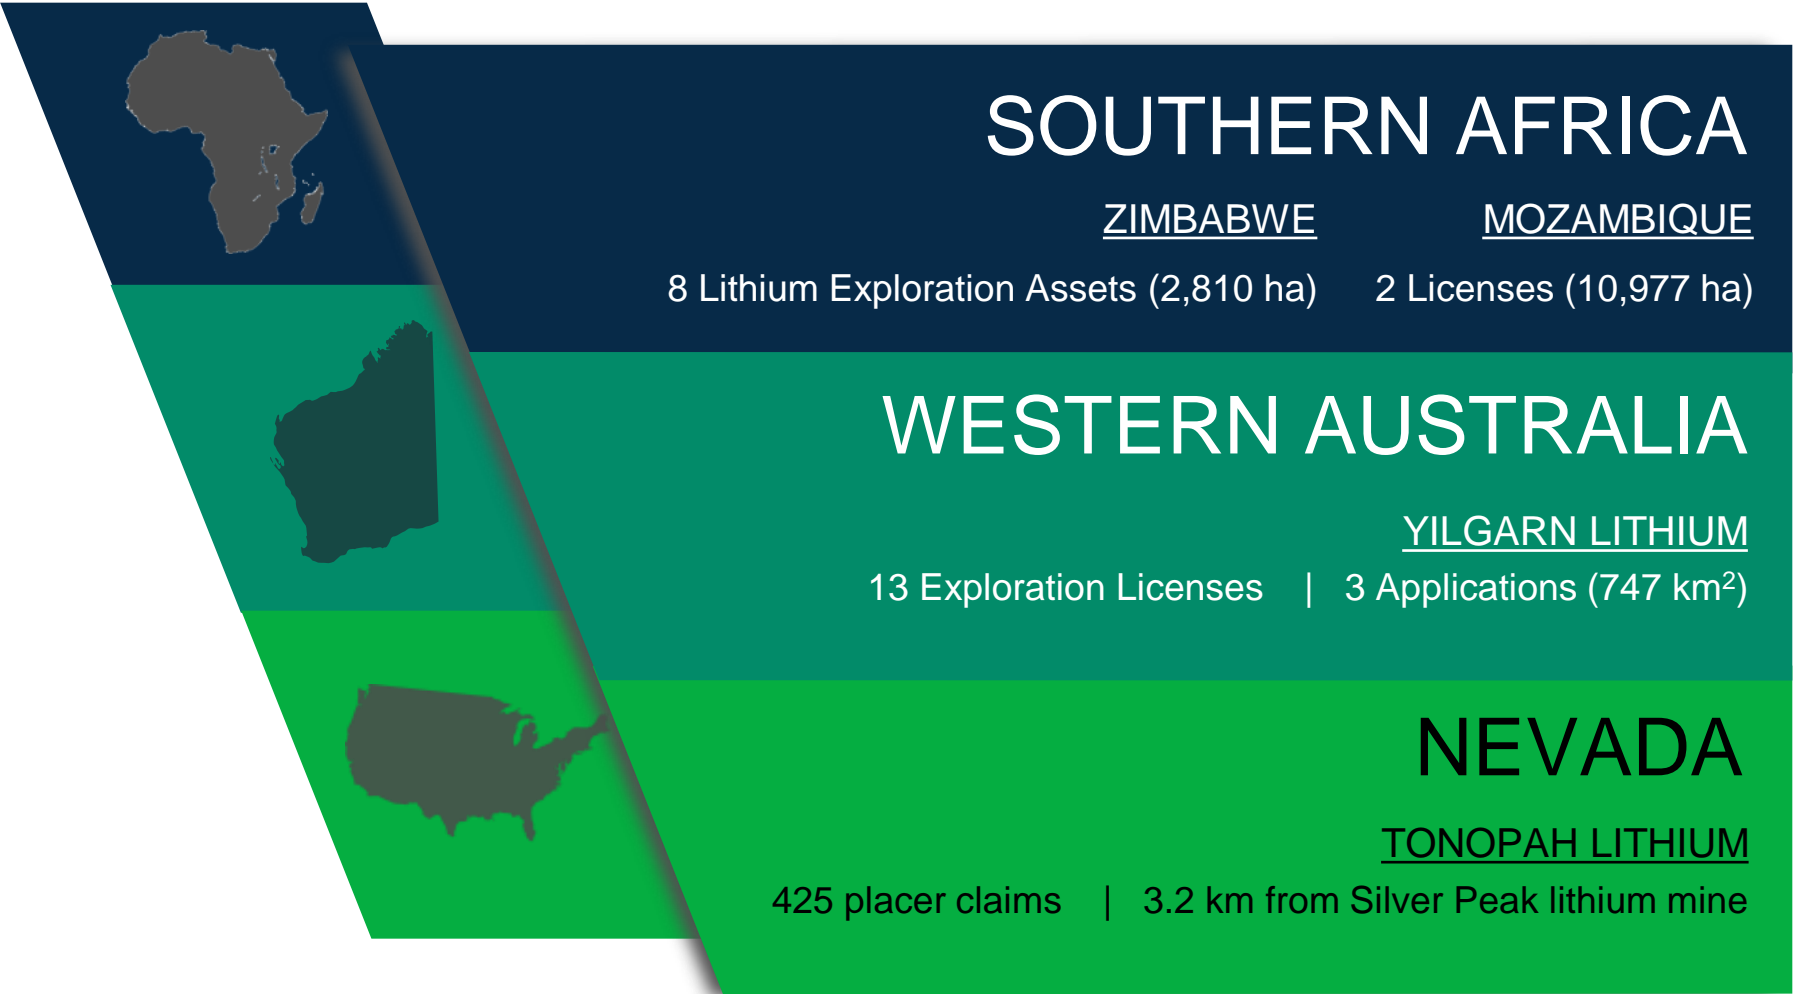 SOUTHERN AFRICA
ZIMBABWE MOZAMBIQUE
8 Lithium Exploration Assets (2,810 ha) 2 Licenses (10,977 ha)
WESTERN AUSTRALIA
YILGARN LITHIUM
13 Exploration Licenses | 3 Applications (747 km²)
NEVADA
TONOPAH LITHIUM
425 placer claims | 3.2 km from Silver Peak lithium mine